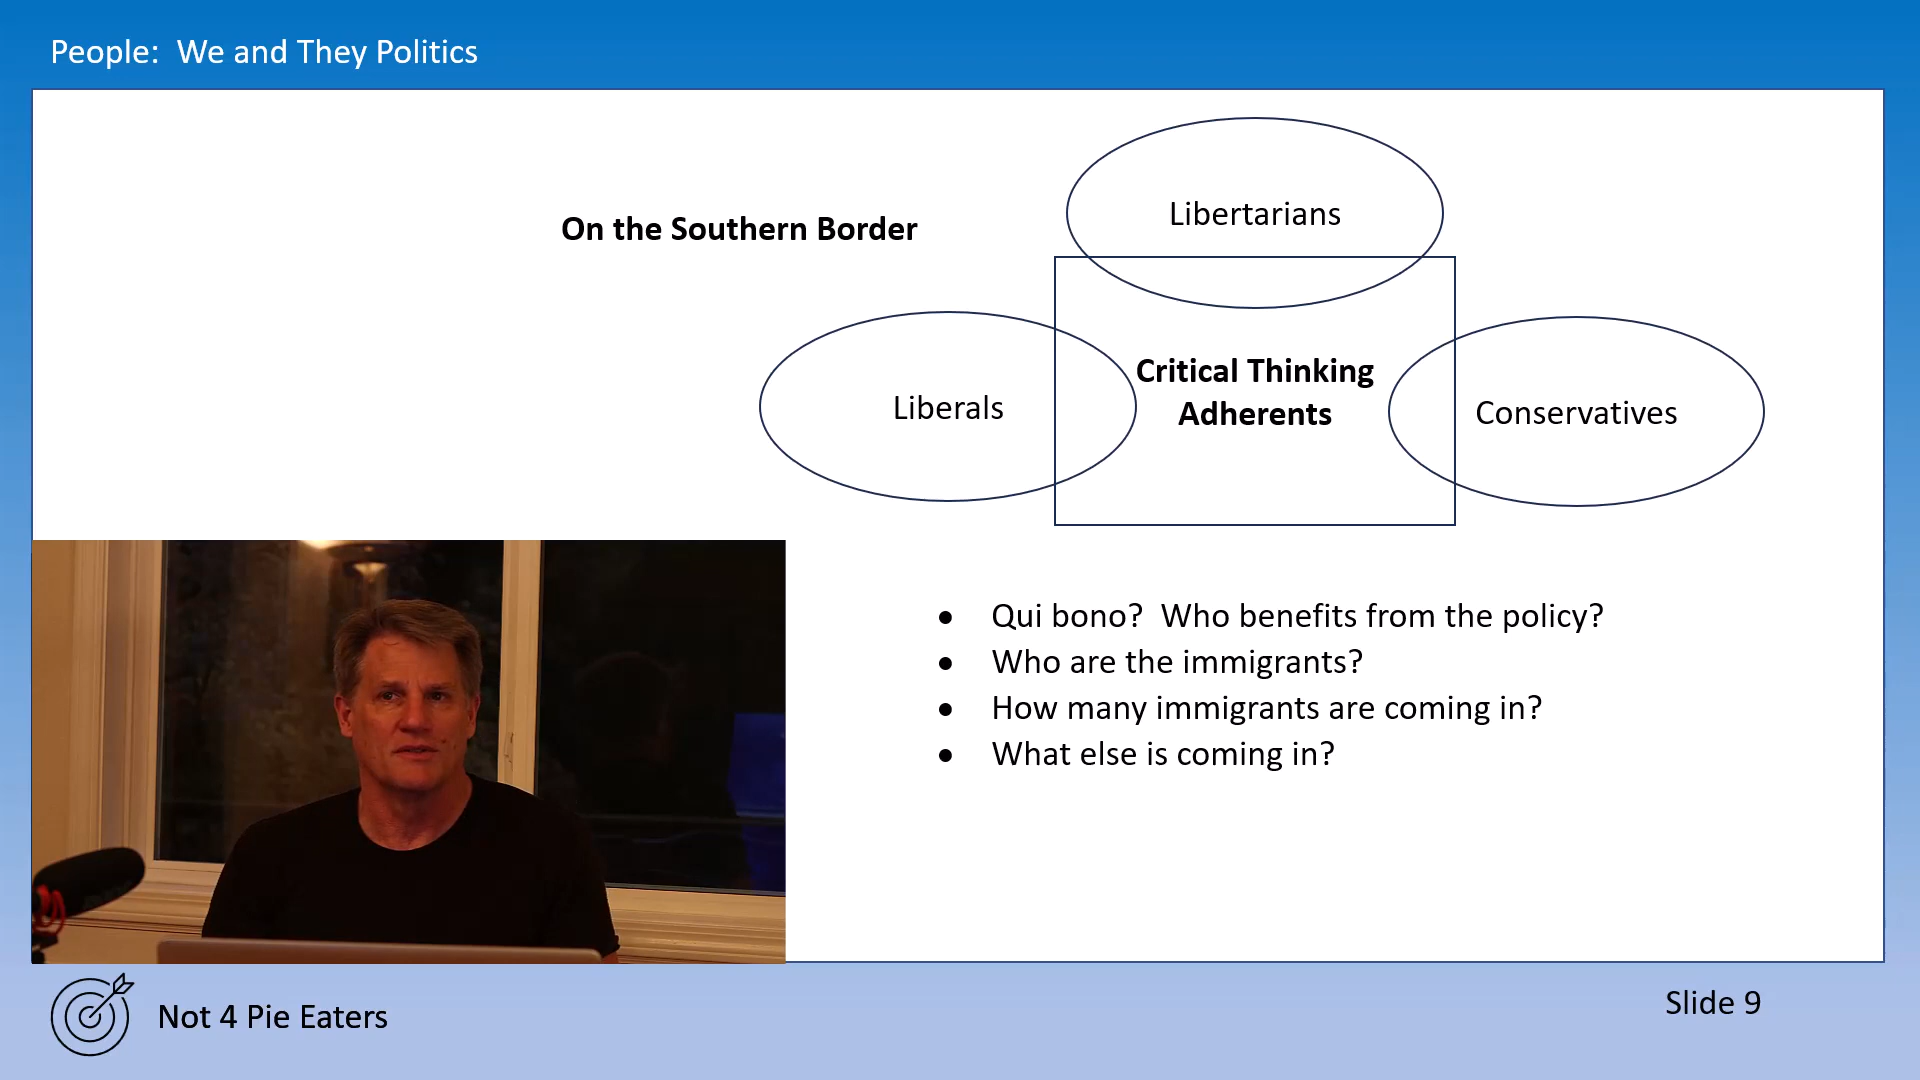 People:  We and They Politics
On the Southern Border
Libertarians
Liberals
Critical Thinking
Adherents
Conservatives
• Qui bono?  Who benefits from the policy?
• Who are the immigrants?
• How many immigrants are coming in?
• What else is coming in?
Not 4 Pie Eaters
Slide 9